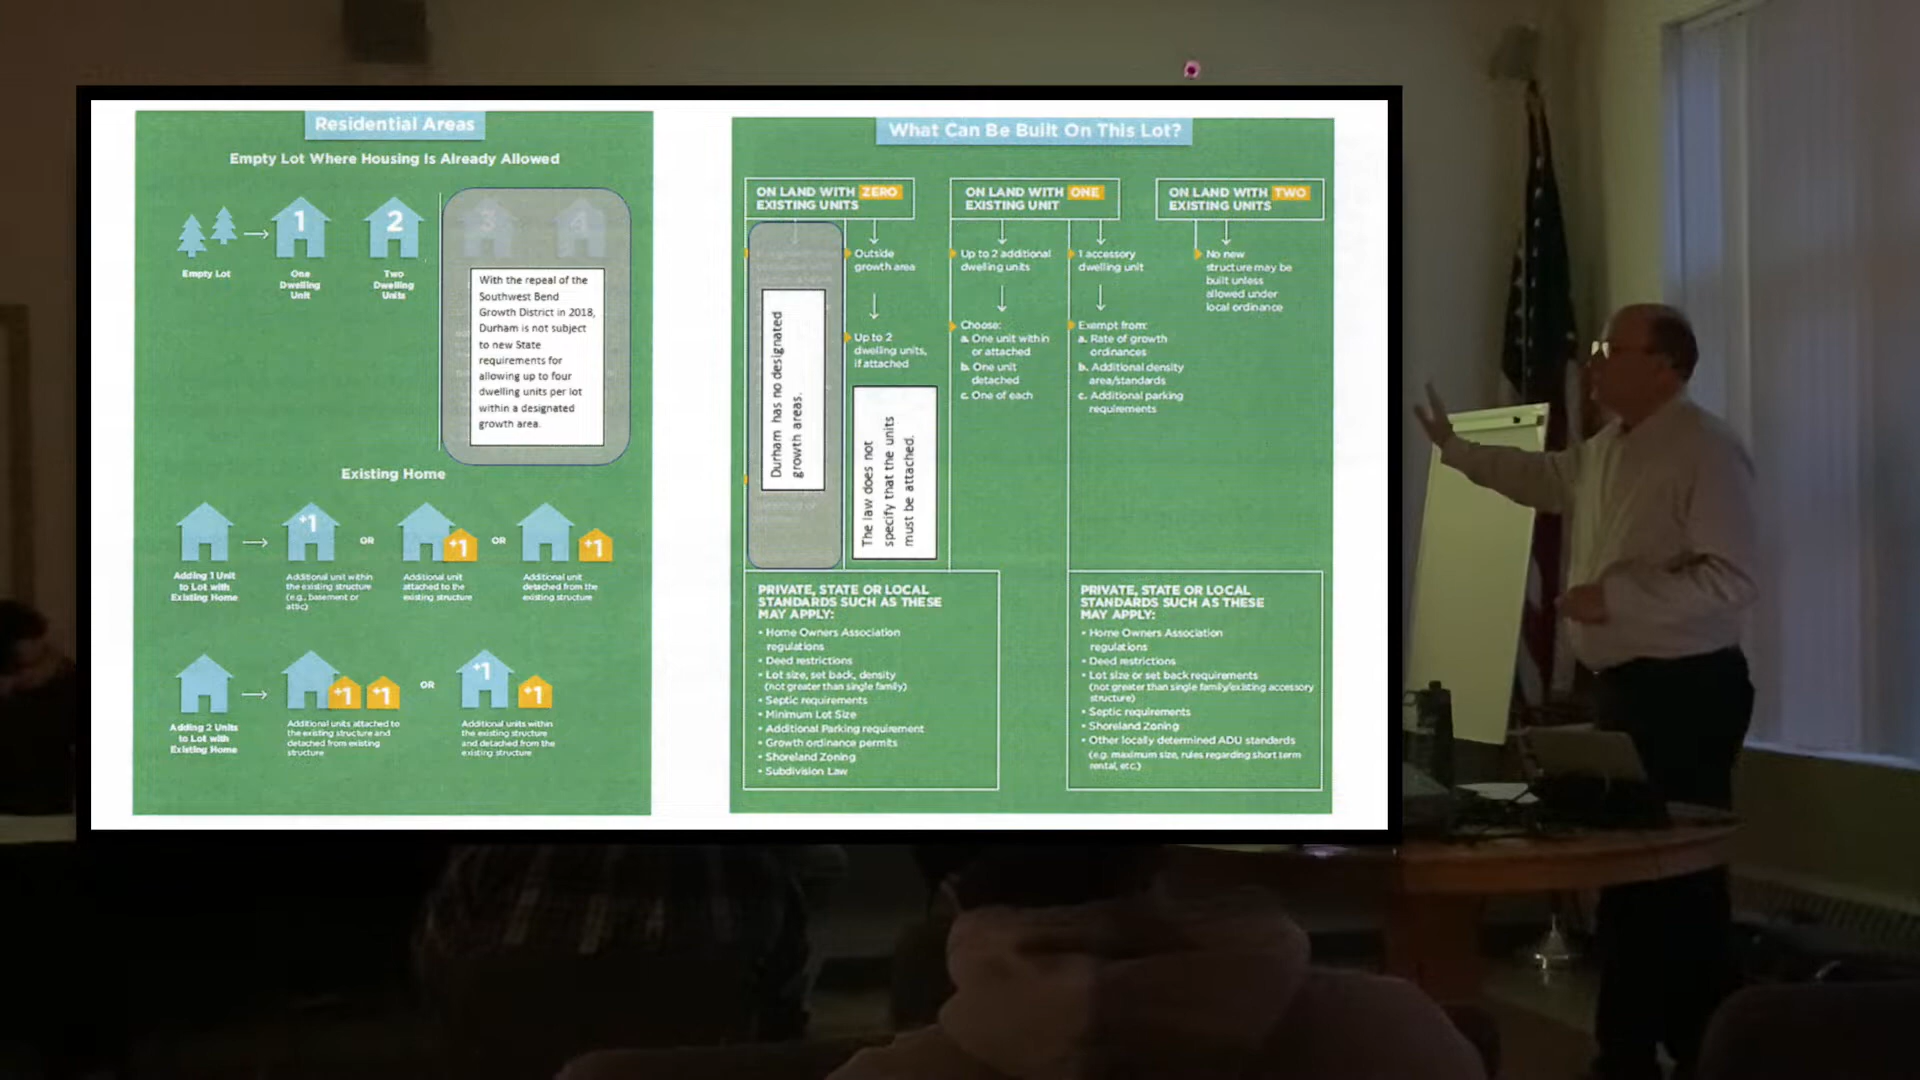 Residential Areas
Empty Lot Where Housing Is Already Allowed
1
2
3
4
Empty Lot
One
Dwelling
Unit
Two
Dwelling
Units
With the repeal of the
Southwest Bend
Growth District in 2018,
Durham is not subject
to new State
requirements for
allowing up to four
dwelling units per lot
within a designated
growth area.
Existing Home
+1
OR
+1
OR
+1
Adding 1 Unit
to Lot with
Existing Home
Additional unit within
the existing structure
(e.g., basement or
attic)
Additional unit
attached to the
existing structure
Additional unit
detached from the
existing structure
+1
+1
OR
+1
+1
Adding 2 Units
to Lot with
Existing Home
Additional units attached to
the existing structure and
detached from existing
structure
Additional units within
the existing structure
and detached from the
existing structure
What Can Be Built On This Lot?
ON LAND WITH ZERO
EXISTING UNITS
Durham has no designated
growth areas.
Outside
growth area
Up to 2
dwelling units,
if attached
The law does not
specify that the units
must be attached.
ON LAND WITH ONE
EXISTING UNIT
Up to 2 additional
dwelling units
Choose:
a. One unit within
or attached
b. One unit
detached
c. One of each
1 accessory
dwelling unit
Exempt from:
a. Rate of growth
ordinances
b. Additional density
area/standards
c. Additional parking
requirements
ON LAND WITH TWO
EXISTING UNITS
No new
structure may be
built unless
allowed under
local ordinance
PRIVATE, STATE OR LOCAL
STANDARDS SUCH AS THESE
MAY APPLY:
• Home Owners Association
regulations
• Deed restrictions
• Lot size, set back, density
(not greater than single family)
• Septic requirements
• Minimum Lot Size
• Additional Parking requirement
• Growth ordinance permits
• Shoreland Zoning
• Subdivision Law
PRIVATE, STATE OR LOCAL
STANDARDS SUCH AS THESE
MAY APPLY:
• Home Owners Association
regulations
• Deed restrictions
• Lot size or set back requirements
(not greater than single family/existing accessory
structure)
• Septic requirements
• Shoreland Zoning
• Other locally determined ADU standards
(e.g. maximum size, rules regarding short term
rental, etc.)